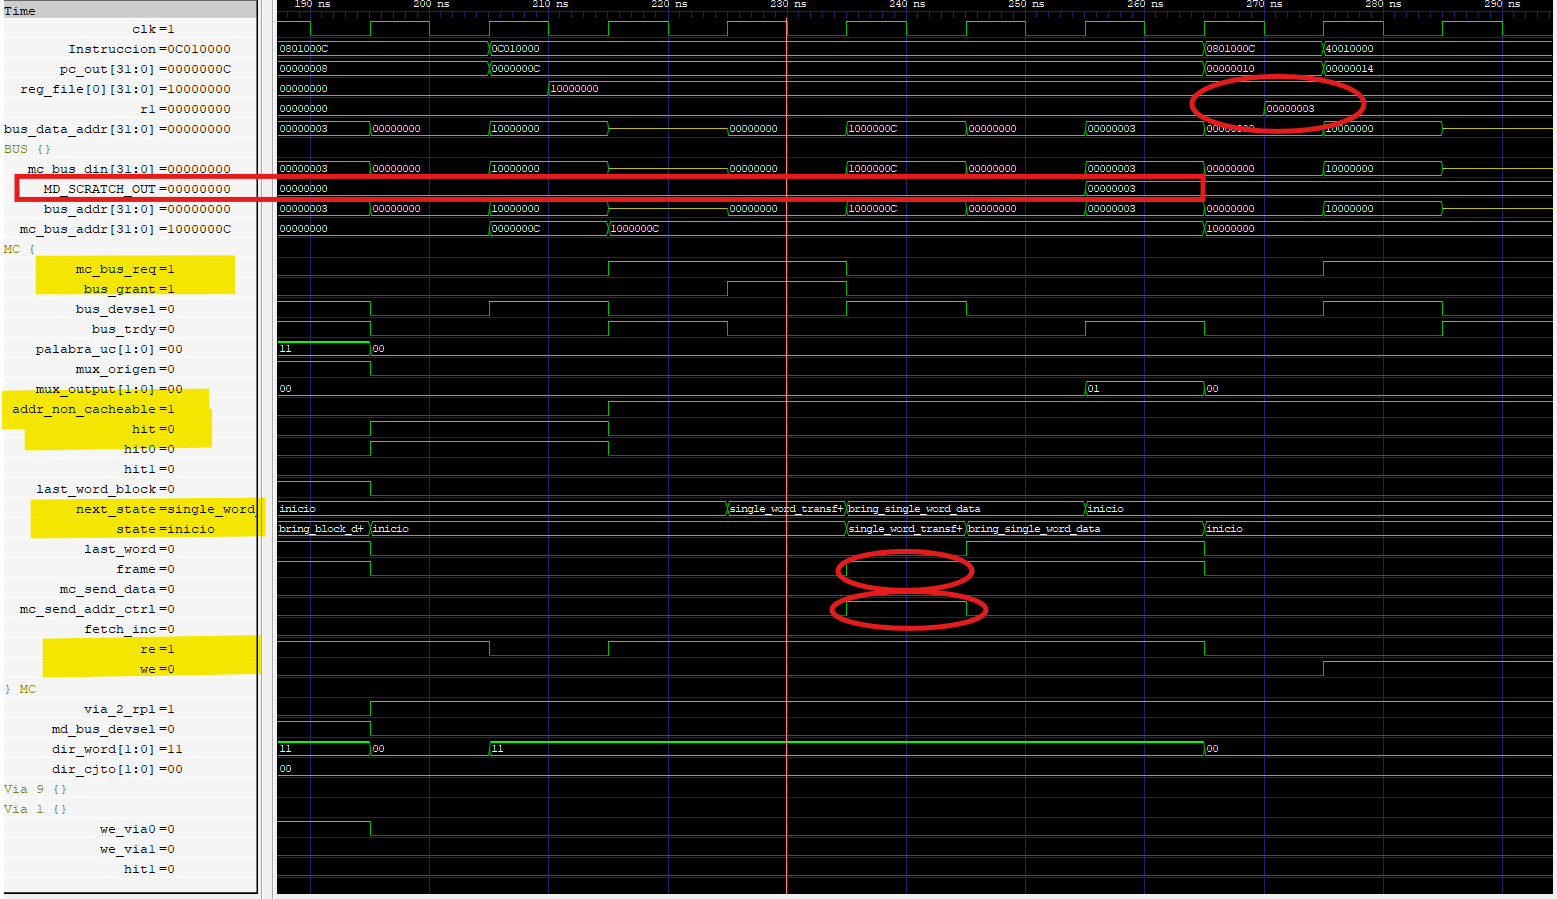 Time 190 ns 200 ns 210 ns 220 ns 230 ns 240 ns 250 ns 260 ns 270 ns 280 ns 290 ns
clk=1
Instruccion=0C010000 0801000C 0C010000 0801000C 40010000
pc_out[31:0]=0000000C 00000008 0000000C 00000010 00000014
reg_file[0][31:0]=10000000 00000000 10000000
r1=00000000 00000000 00000003
bus_data_addr[31:0]=00000000 00000003 00000000 10000000 00000000 1000000C 00000000 00000003 00000000 10000000
BUS {}
mc_bus_din[31:0]=00000000 00000003 00000000 10000000 00000000 1000000C 00000000 00000003 00000000 10000000
MD_SCRATCH_OUT=00000000 00000000 00000003
bus_addr[31:0]=00000000 00000003 00000000 10000000 00000000 1000000C 00000000 00000003 00000000 10000000
mc_bus_addr[31:0]=1000000C 00000000 0000000C 1000000C 10000000
MC {
mc_bus_req=1
bus_grant=1
bus_devsel=0
bus_trdy=0
palabra_uc[1:0]=00 11 00
mux_origen=0
mux_output[1:0]=00 00 01 00
addr_non_cacheable=1
hit=0
hit0=0
hit1=0
last_word_block=0
next_state=single_word_ inicio single_word_transf+ bring_single_word_data inicio
state=inicio bring_block_d+ inicio single_word_transf+ bring_single_word_data inicio
last_word=0
frame=0
mc_send_data=0
mc_send_addr_ctrl=0
fetch_inc=0
re=1
we=0
} MC
via_2_rpl=1
md_bus_devsel=0
dir_word[1:0]=11 11 00 11 00
dir_cjto[1:0]=00 00
Via 9 {}
Via 1 {}
we_via0=0
we_via1=0
hit1=0